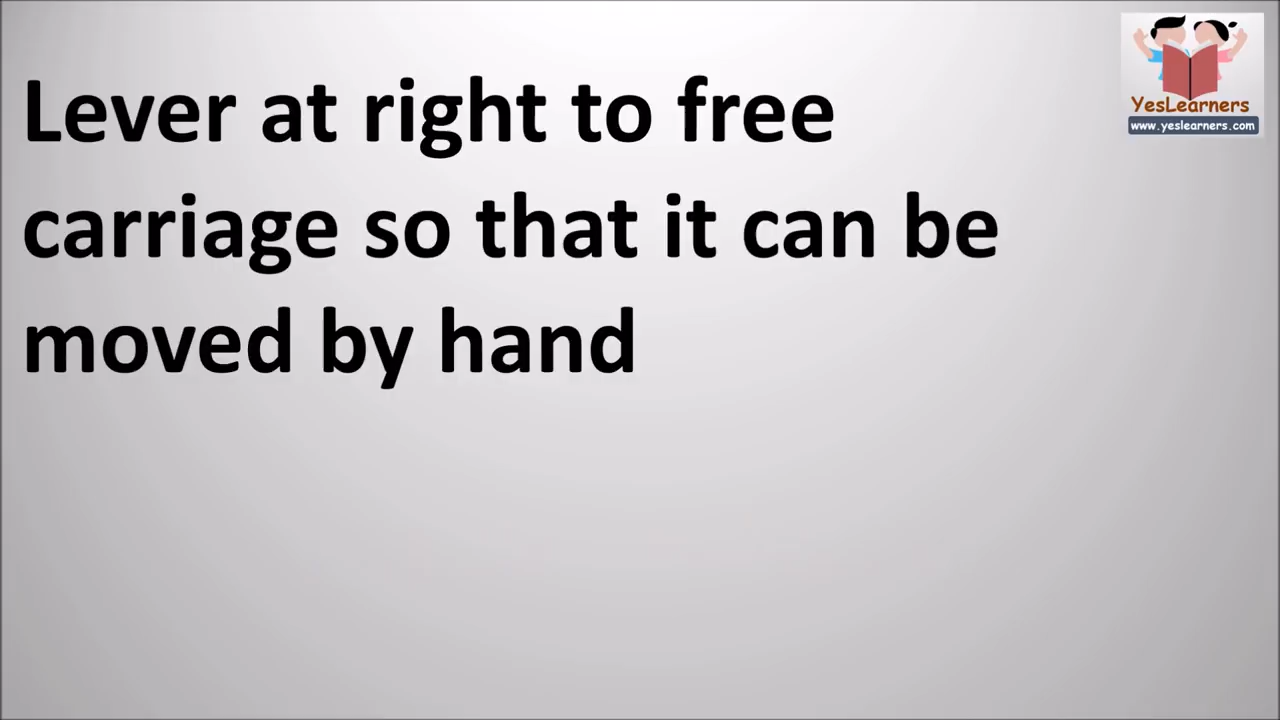 Lever at right to free
carriage so that it can be
moved by hand
YesLearners
www.yeslearners.com